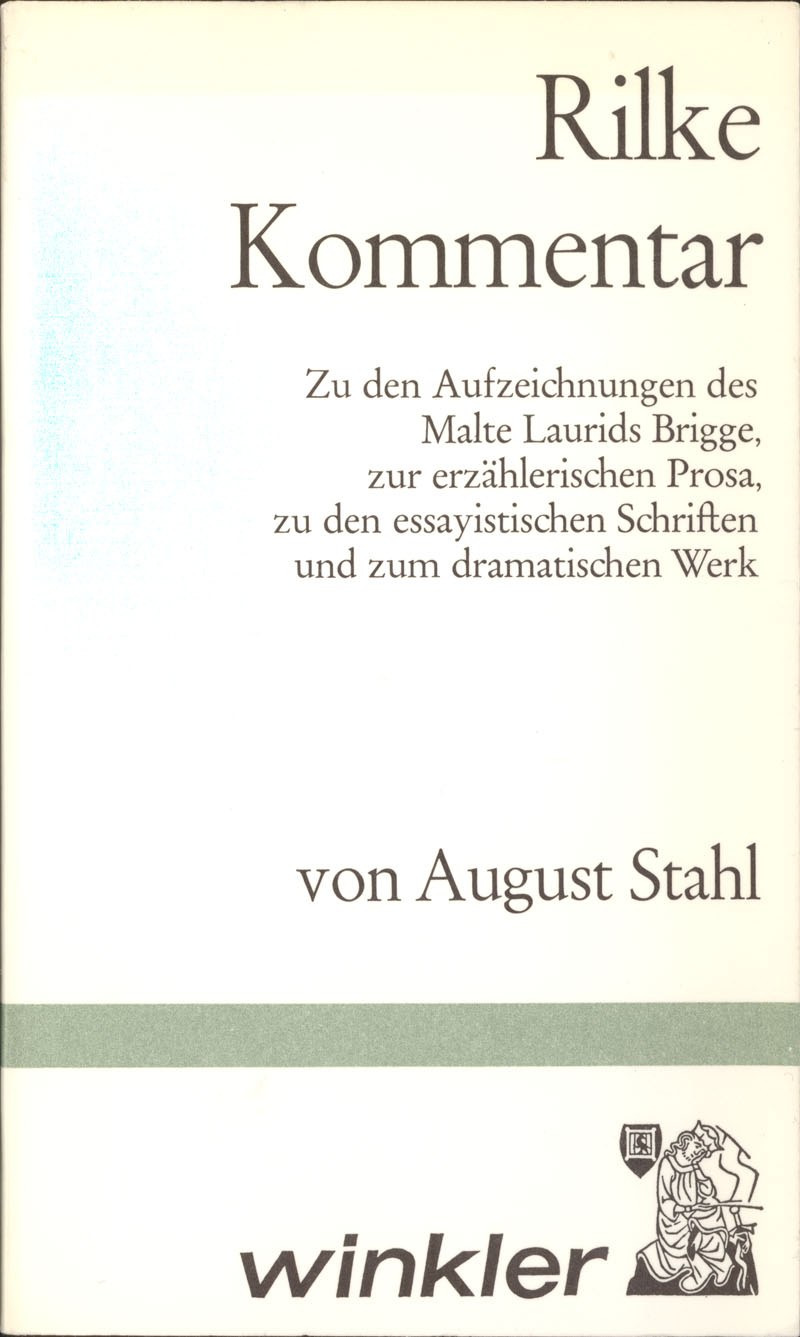 Rilke
Kommentar
Zu den Aufzeichnungen des
Malte Laurids Brigge,
zur erzählerischen Prosa,
zu den essayistischen Schriften
und zum dramatischen Werk
von August Stahl
winkler